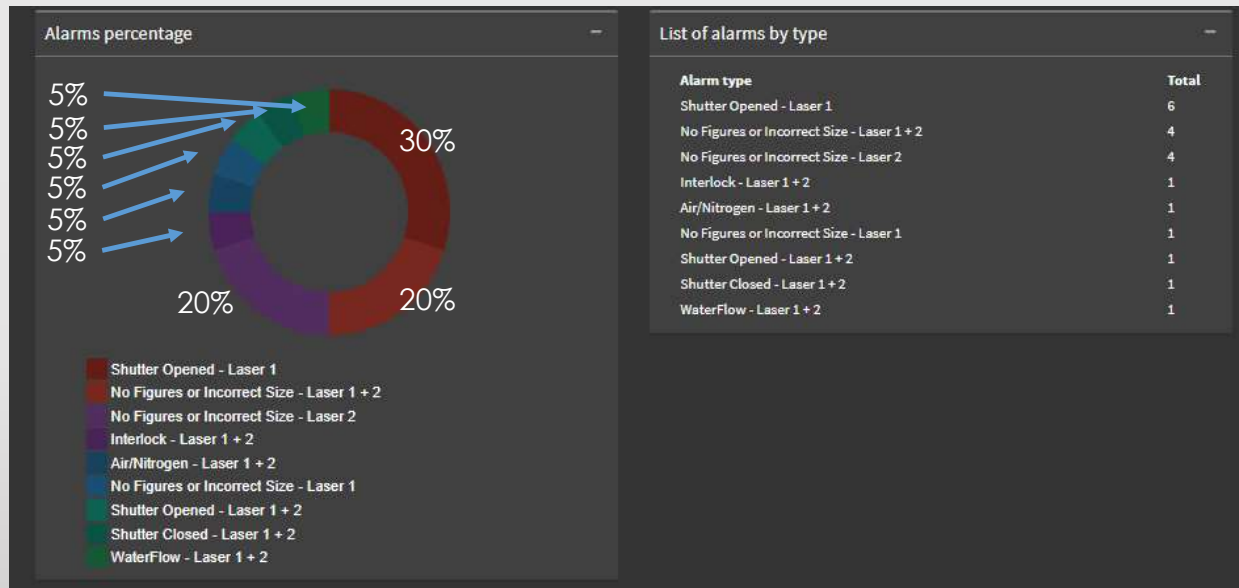 Alarms percentage
–
5%
5%
5%
5%
5%
5%
30%
20%
20%
Shutter Opened - Laser 1
No Figures or Incorrect Size - Laser 1 + 2
No Figures or Incorrect Size - Laser 2
Interlock - Laser 1 + 2
Air/Nitrogen - Laser 1 + 2
No Figures or Incorrect Size - Laser 1
Shutter Opened - Laser 1 + 2
Shutter Closed - Laser 1 + 2
WaterFlow - Laser 1 + 2
List of alarms by type
–
Alarm type Total
Shutter Opened - Laser 1 6
No Figures or Incorrect Size - Laser 1 + 2 4
No Figures or Incorrect Size - Laser 2 4
Interlock - Laser 1 + 2 1
Air/Nitrogen - Laser 1 + 2 1
No Figures or Incorrect Size - Laser 1 1
Shutter Opened - Laser 1 + 2 1
Shutter Closed - Laser 1 + 2 1
WaterFlow - Laser 1 + 2 1